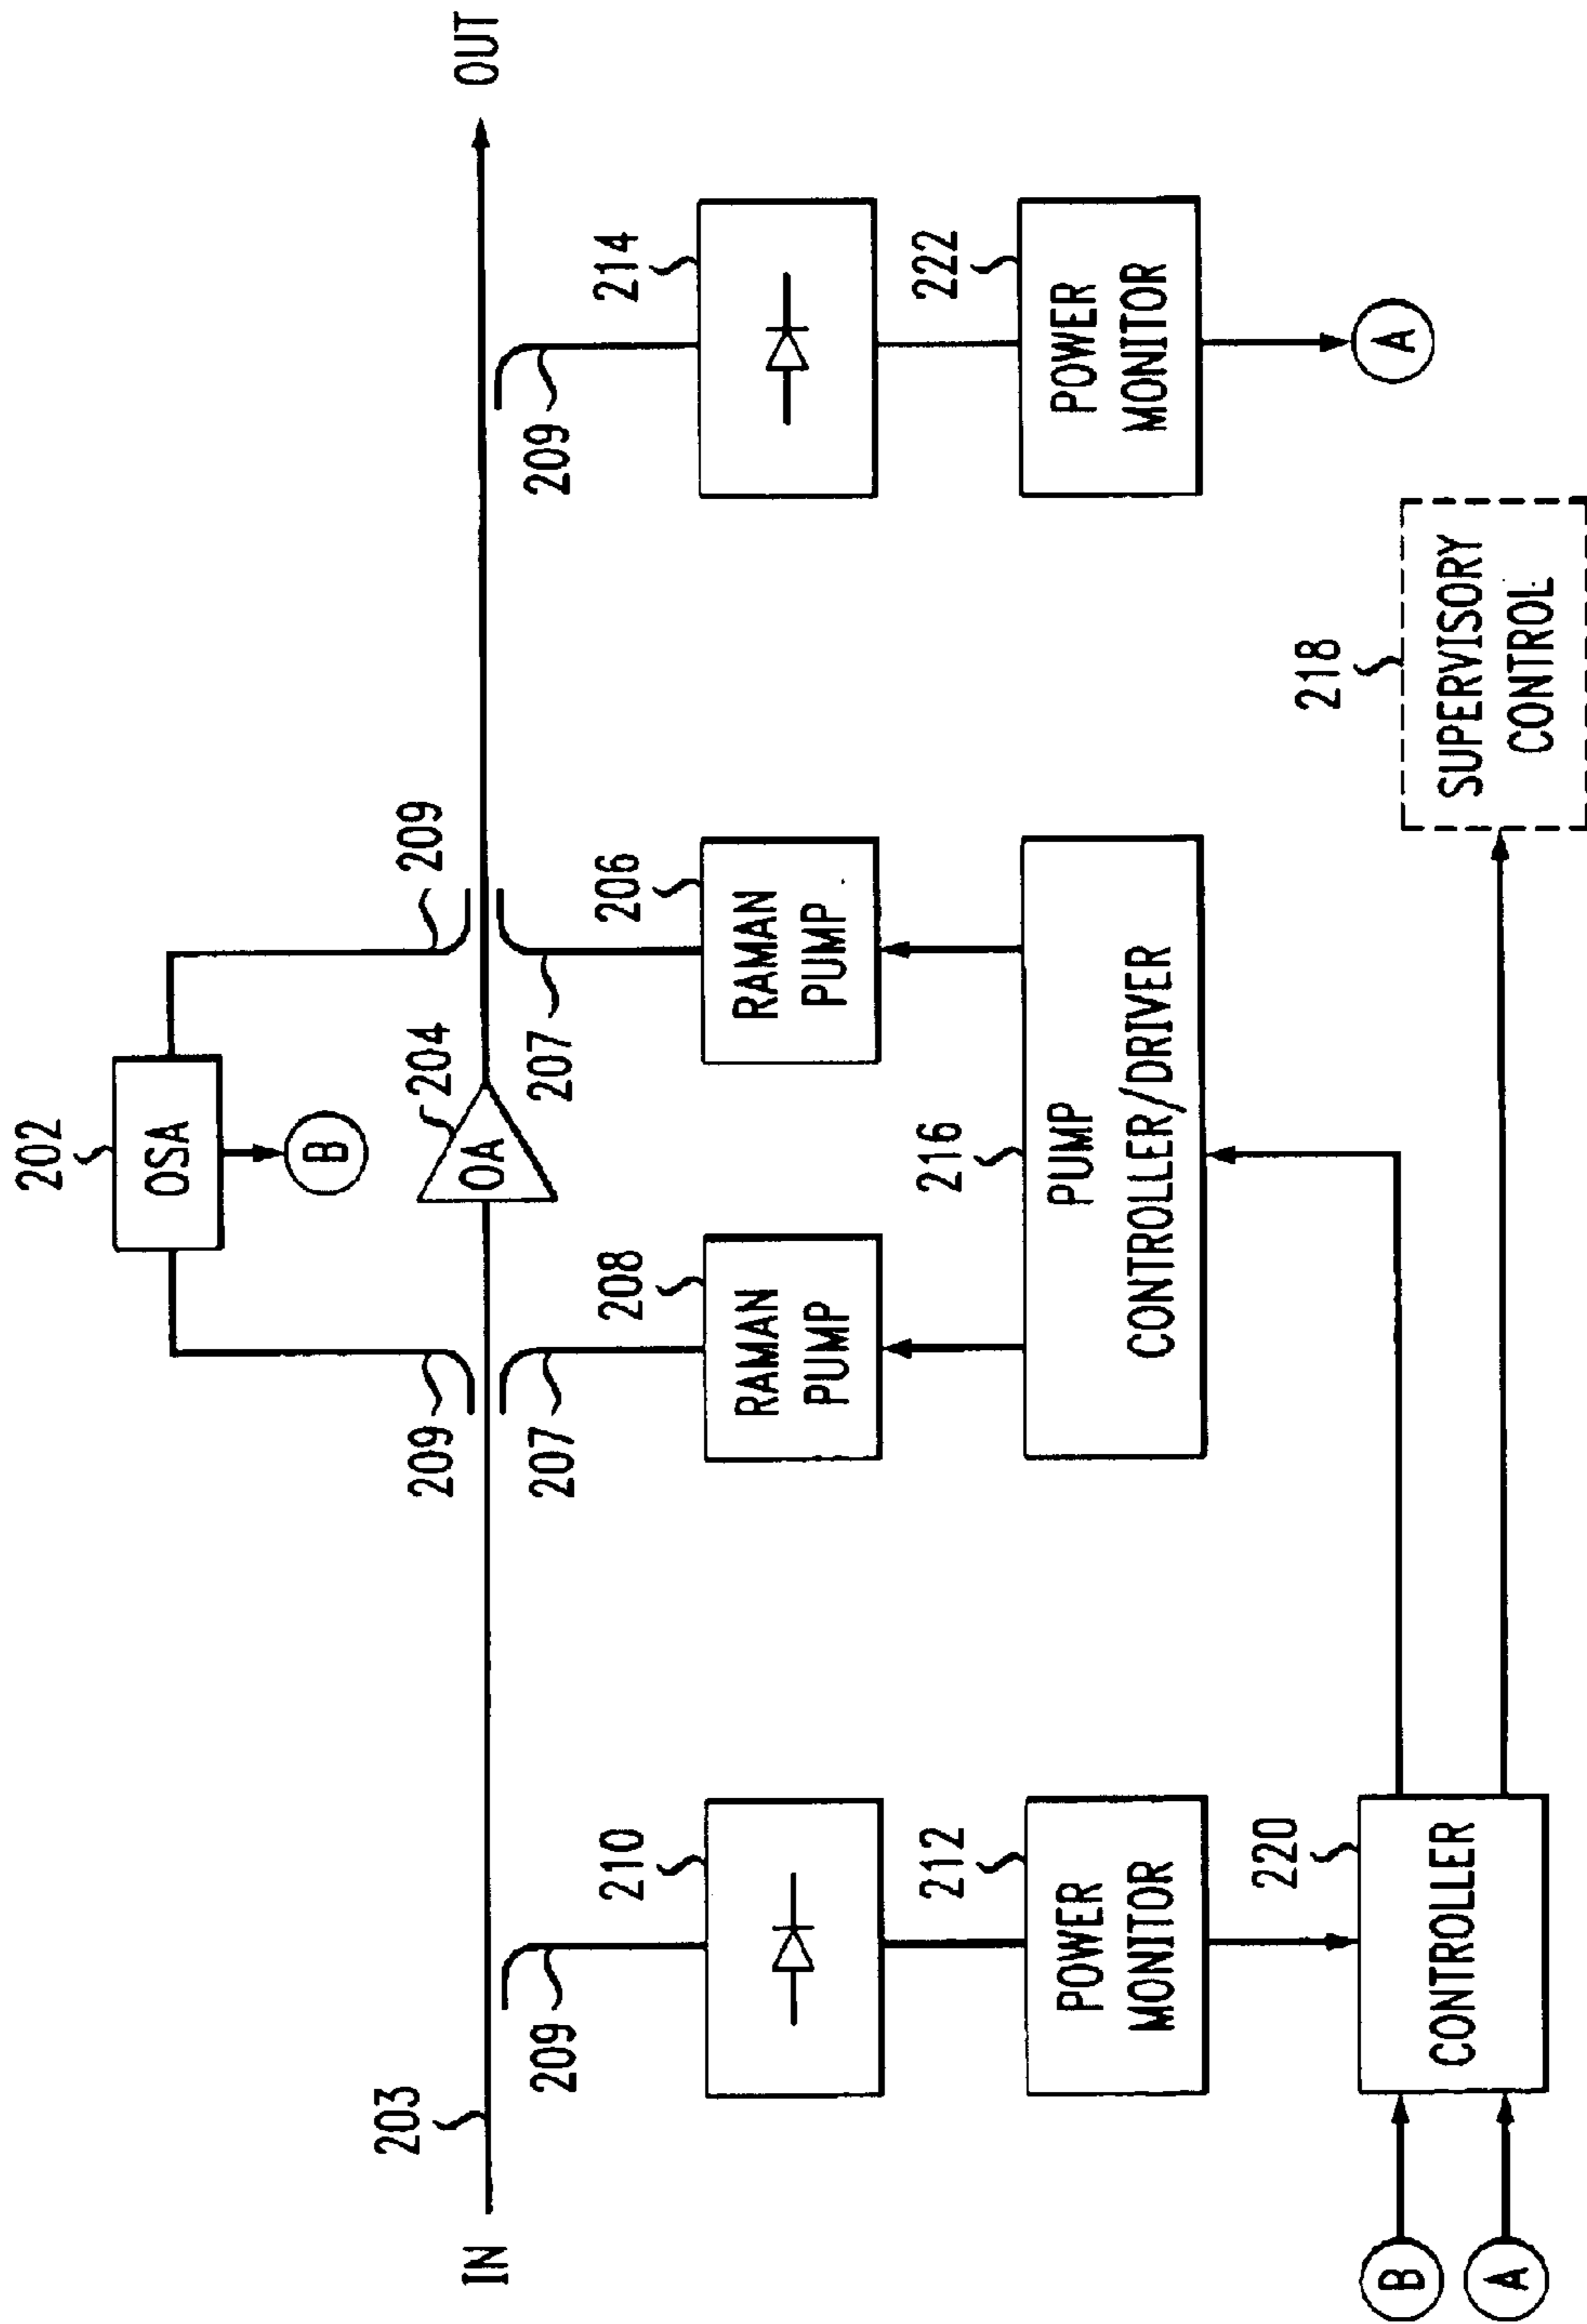 202
OSA
B
209
209
204
OA
203
IN
OUT
209
207
207
209
210
208
206
214
RAMAN
PUMP
RAMAN
PUMP
212
216
222
POWER
MONITOR
PUMP
CONTROLLER/DRIVER
POWER
MONITOR
220
218
B
A
CONTROLLER
SUPERVISORY
CONTROL
A